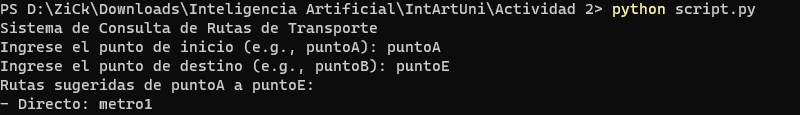 PS D:\ZiCk\Downloads\Inteligencia Artificial\IntArtUni\Actividad 2> python script.py
Sistema de Consulta de Rutas de Transporte
Ingrese el punto de inicio (e.g., puntoA): puntoA
Ingrese el punto de destino (e.g., puntoB): puntoE
Rutas sugeridas de puntoA a puntoE:
- Directo: metro1